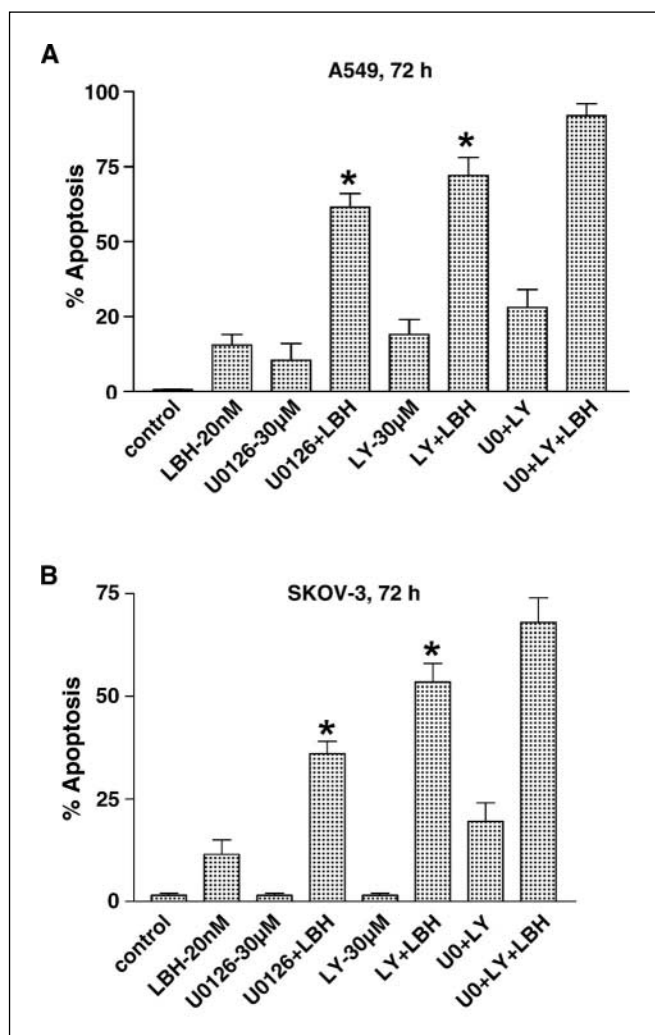 A
A549, 72 h
% Apoptosis
100
75
50
20
0
*
*
control
LBH-20nM
U0126-30µM
U0126+LBH
LY-30µM
LY+LBH
U0+LY
U0+LY+LBH
B
SKOV-3, 72 h
% Apoptosis
75
50
25
0
*
*
control
LBH-20nM
U0126-30µM
U0126+LBH
LY-30µM
LY+LBH
U0+LY
U0+LY+LBH